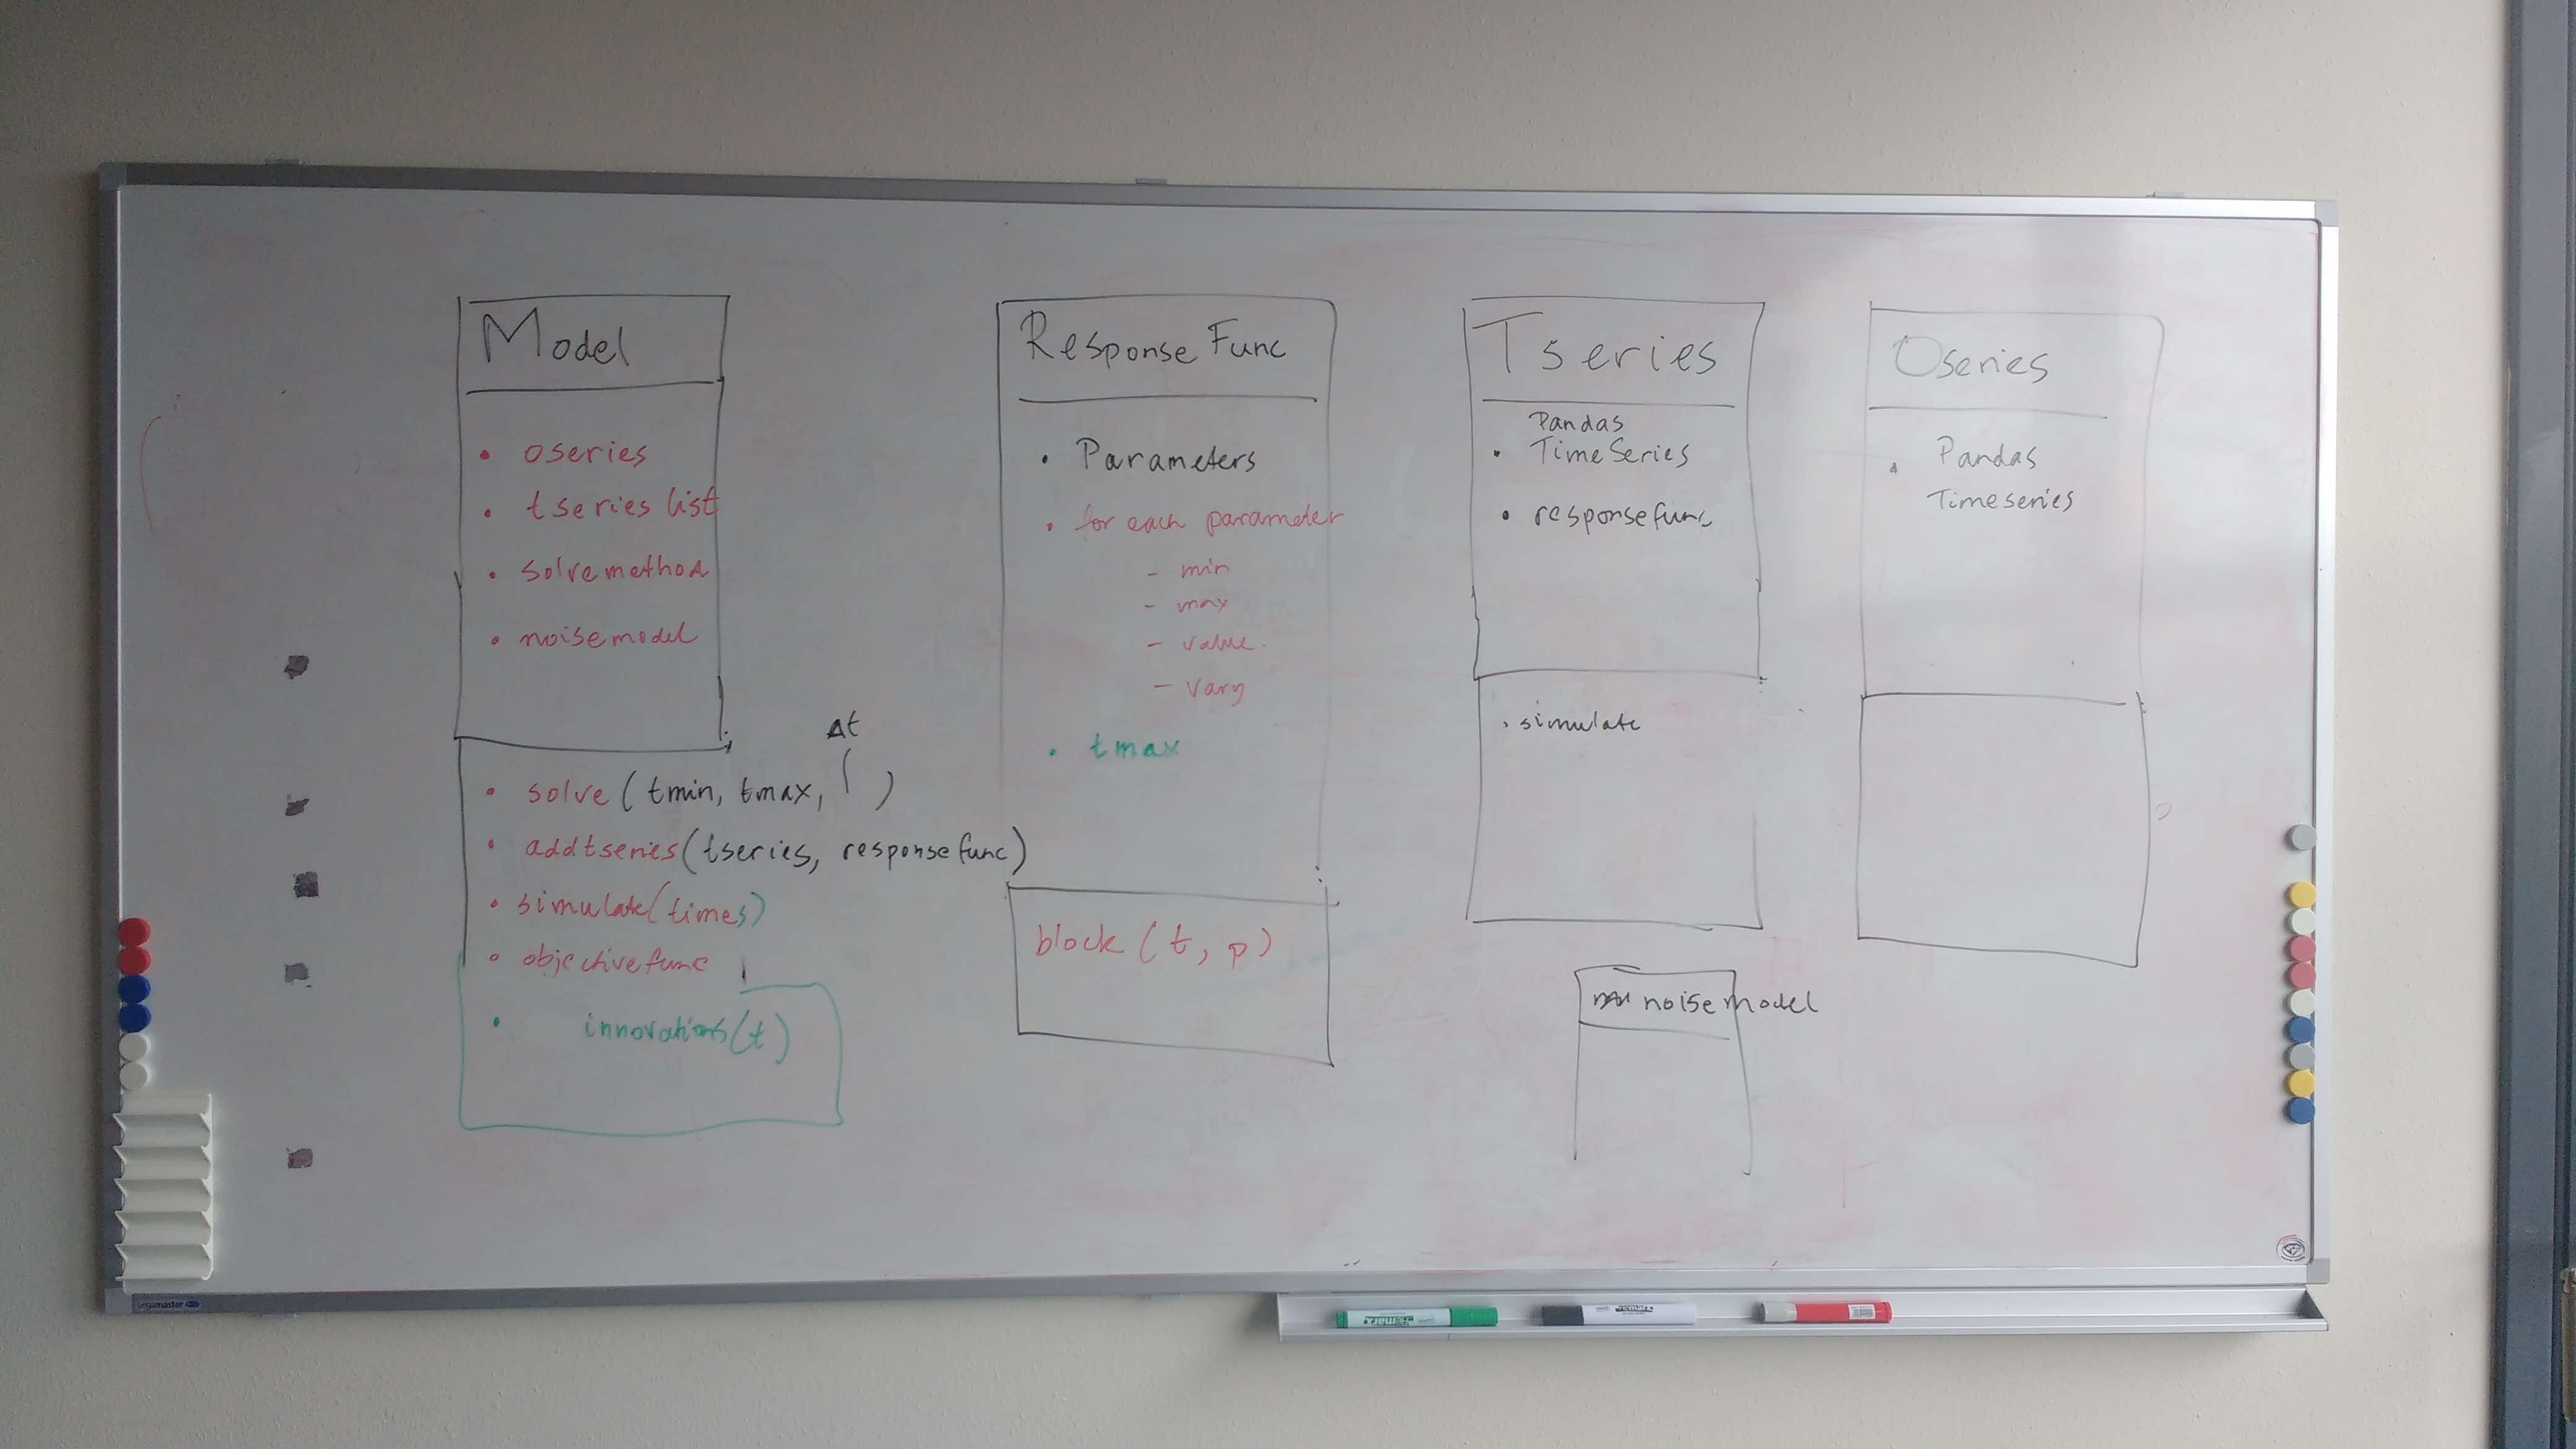 Model
• oseries
• tseries list
• solvemethod
• noisemodel
Δt
• solve (tmin, tmax, )
• addtseries (tseries, responsefunc)
• simulate (times)
• objectivefunc
• innovations (t)
Response Func
• Parameters
• for each parameter
- min
- max
- value
- vary
• tmax
block (t, p)
Tseries
Pandas
• TimeSeries
• responsefunc
• simulate
noisemodel
Oseries
• Pandas
Timeseries
Legamaster